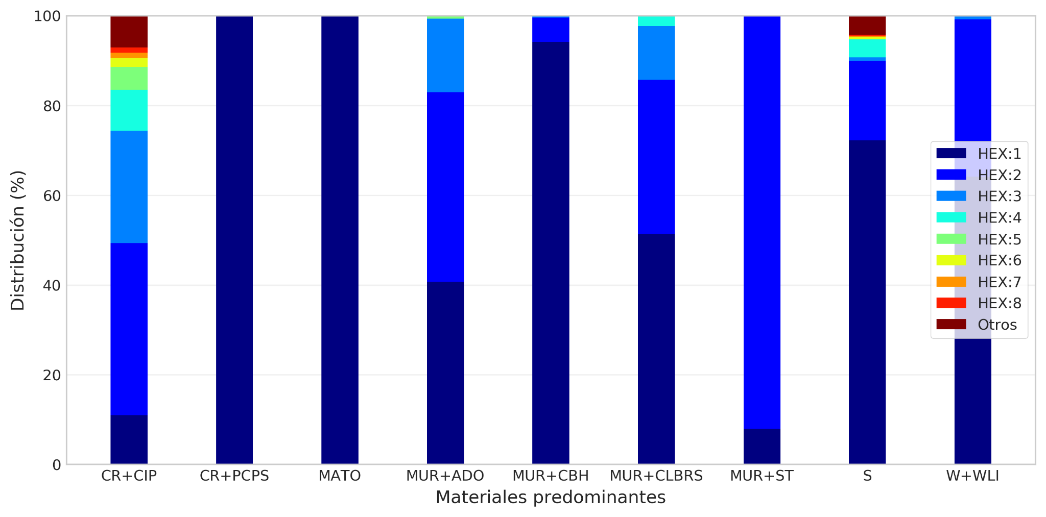 100
80
60
40
20
0
Distribución (%)
HEX:1
HEX:2
HEX:3
HEX:4
HEX:5
HEX:6
HEX:7
HEX:8
Otros
CR+CIP CR+PCPS MATO MUR+ADO MUR+CBH MUR+CLBRS MUR+ST S W+WLI
Materiales predominantes